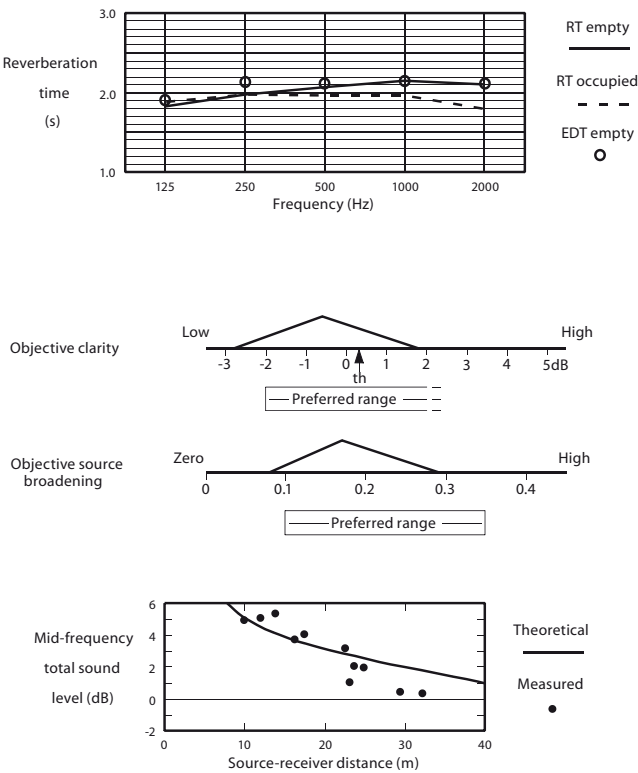 3.0
Reverberation
time
(s)
2.0
1.0
125 250 500 1000 2000
Frequency (Hz)
RT empty
RT occupied
EDT empty
Objective clarity
Low High
-3 -2 -1 0 1 2 3 4 5dB
th
Preferred range
Objective source
broadening
Zero High
0 0.1 0.2 0.3 0.4
Preferred range
Mid-frequency
total sound
level (dB)
6
4
2
0
-2
0 10 20 30 40
Source-receiver distance (m)
Theoretical
Measured